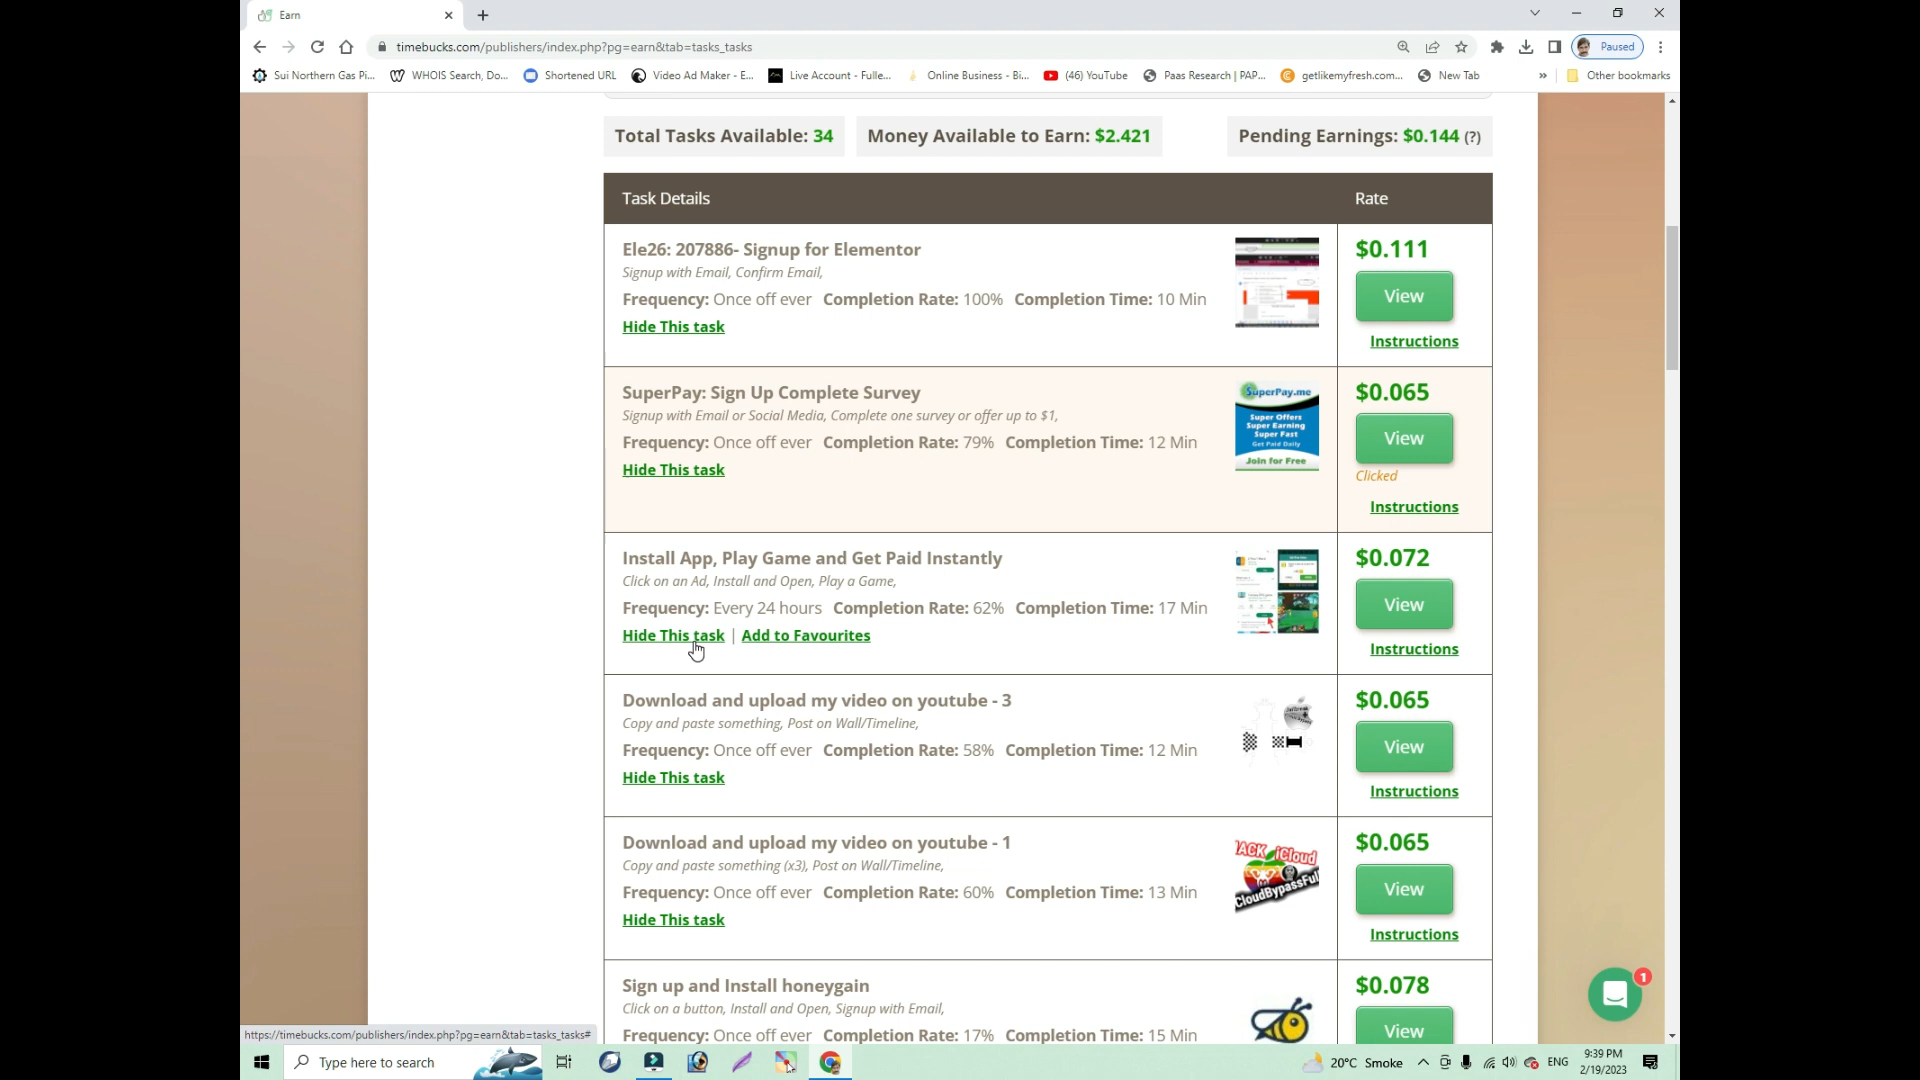 Earn
timebucks.com/publishers/index.php?pg=earn&tab=tasks_tasks
Paused
Sui Northern Gas Pi...
WHOIS Search, Do...
Shortened URL
Video Ad Maker - E...
Live Account - Fulle...
Online Business - Bi...
(46) YouTube
Paas Research | PAP...
getlikemyfresh.com...
New Tab
»
Other bookmarks
Total Tasks Available: 34
Money Available to Earn: $2.421
Pending Earnings: $0.144 (?)
Task Details
Rate
Ele26: 207886- Signup for Elementor
Signup with Email, Confirm Email,
Frequency: Once off ever Completion Rate: 100% Completion Time: 10 Min
Hide This task
$0.111
View
Instructions
SuperPay: Sign Up Complete Survey
Signup with Email or Social Media, Complete one survey or offer up to $1,
Frequency: Once off ever Completion Rate: 79% Completion Time: 12 Min
Hide This task
SuperPay.me
Super Offers
Super Earning
Super Fast
Get Paid Daily
Join for Free
$0.065
View
Clicked
Instructions
Install App, Play Game and Get Paid Instantly
Click on an Ad, Install and Open, Play a Game,
Frequency: Every 24 hours Completion Rate: 62% Completion Time: 17 Min
Hide This task | Add to Favourites
$0.072
View
Instructions
Download and upload my video on youtube - 3
Copy and paste something, Post on Wall/Timeline,
Frequency: Once off ever Completion Rate: 58% Completion Time: 12 Min
Hide This task
$0.065
View
Instructions
Download and upload my video on youtube - 1
Copy and paste something (x3), Post on Wall/Timeline,
Frequency: Once off ever Completion Rate: 60% Completion Time: 13 Min
Hide This task
ACK iCloud
CloudBypassFull
$0.065
View
Instructions
Sign up and Install honeygain
Click on a button, Install and Open, Signup with Email,
Frequency: Once off ever Completion Rate: 17% Completion Time: 15 Min
$0.078
View
1
https://timebucks.com/publishers/index.php?pg=earn&tab=tasks_tasks#
Type here to search
20°C Smoke
ENG
9:39 PM
2/19/2023